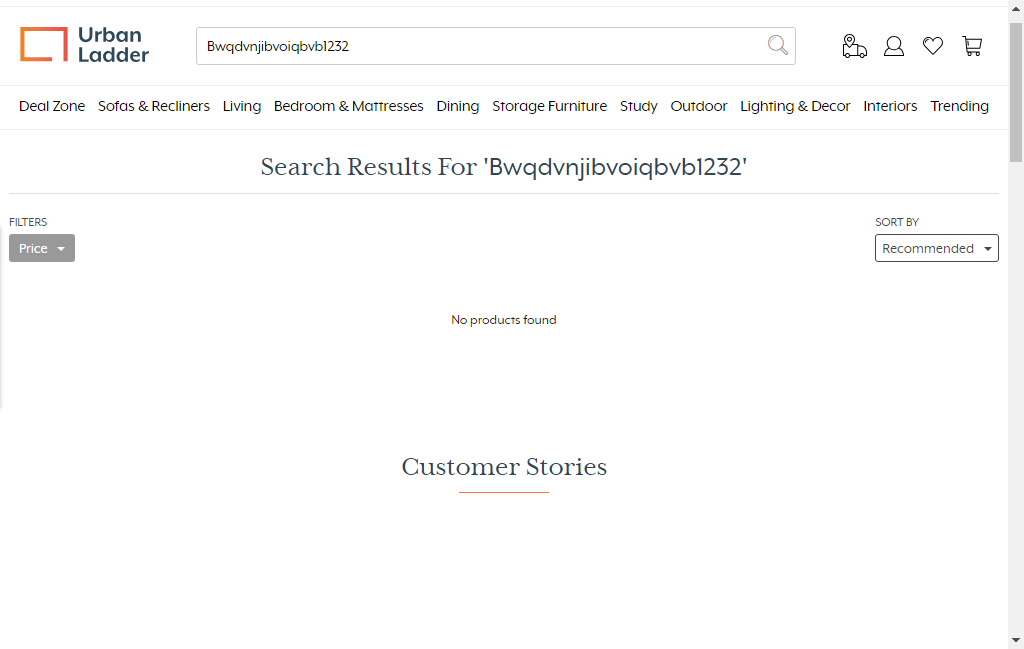 Urban
Ladder
Bwqdvnjibvoiqbvb1232
Deal Zone Sofas & Recliners Living Bedroom & Mattresses Dining Storage Furniture Study Outdoor Lighting & Decor Interiors Trending
Search Results For 'Bwqdvnjibvoiqbvb1232'
FILTERS SORT BY
Price Recommended
No products found
Customer Stories